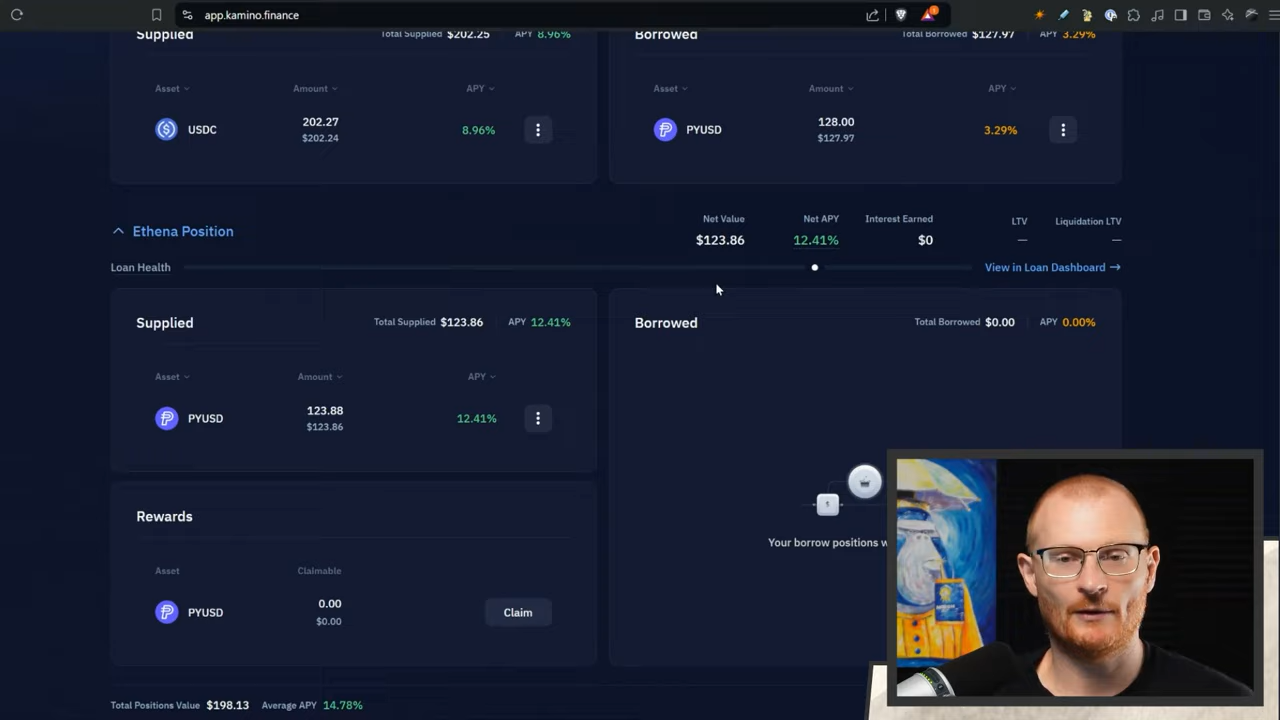 app.kamino.finance
Supplied Total Supplied $202.25 APY 8.96%
Borrowed Total Borrowed $127.97 APY 3.29%
Asset Amount APY
Asset Amount APY
USDC 202.27 8.96%
$202.24
PYUSD 128.00 3.29%
$127.97
Ethena Position
Net Value Net APY Interest Earned LTV Liquidation LTV
$123.86 12.41% $0 — —
Loan Health View in Loan Dashboard →
Supplied Total Supplied $123.86 APY 12.41%
Borrowed Total Borrowed $0.00 APY 0.00%
Asset Amount APY
PYUSD 123.88 12.41%
$123.86
Your borrow positions w
Rewards
Asset Claimable
PYUSD 0.00 Claim
$0.00
Total Positions Value $198.13 Average APY 14.78%